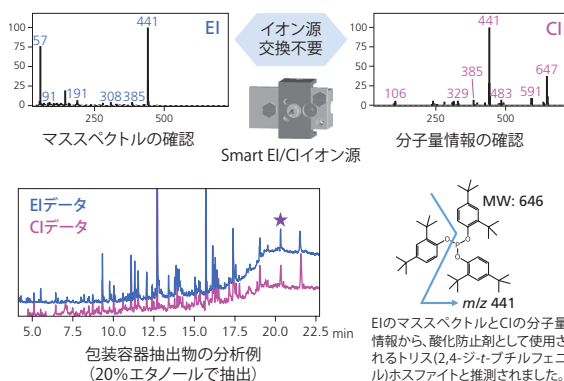 EI
57
441
91
191
308
385
250
500
マススペクトルの確認
イオン源
交換不要
Smart EI/CIイオン源
CI
441
385
647
106
329
483
591
250
500
分子量情報の確認
EIデータ
CIデータ
★
5.0 7.5 10.0 12.5 15.0 17.5 20.0 22.5 min
包装容器抽出物の分析例
(20%エタノールで抽出)
MW: 646
O P O
O
m/z 441
EIのマススペクトルとCIの分子量
情報から、酸化防止剤として使用さ
れるトリス(2,4-ジ-t-ブチルフェニ
ル)ホスファイトと推測されました。